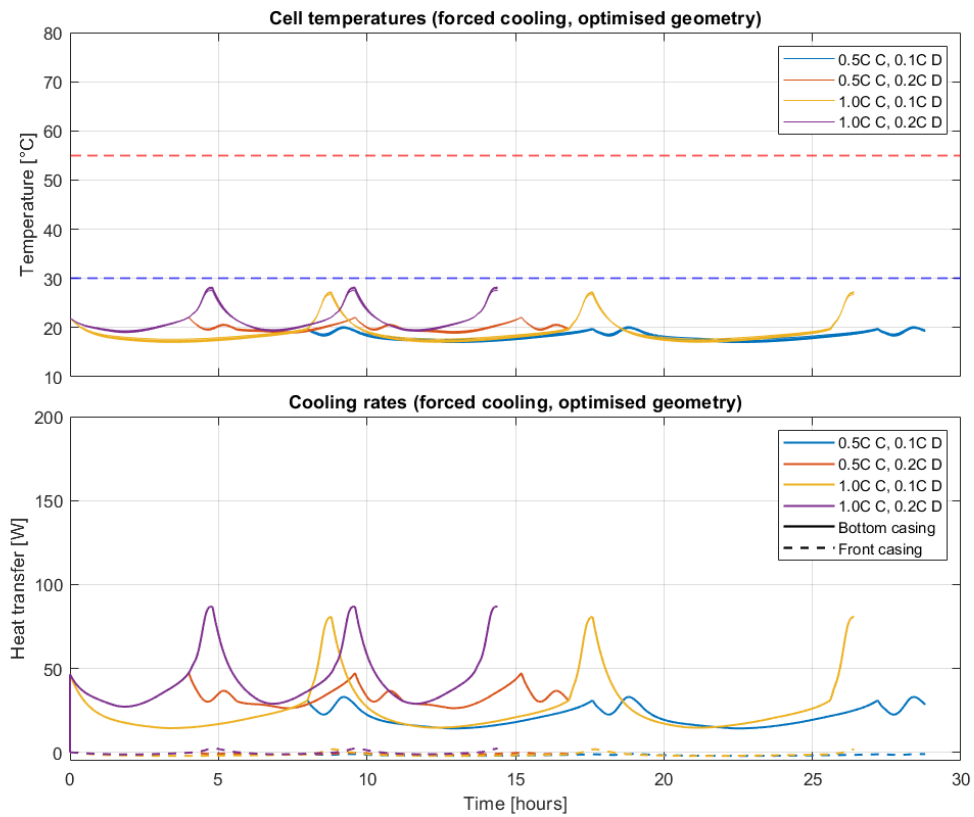 Cell temperatures (forced cooling, optimised geometry)
80
70
60
50
40
30
20
10
Temperature [°C]
0.5C C, 0.1C D
0.5C C, 0.2C D
1.0C C, 0.1C D
1.0C C, 0.2C D
Cooling rates (forced cooling, optimised geometry)
200
150
100
50
0
Heat transfer [W]
0.5C C, 0.1C D
0.5C C, 0.2C D
1.0C C, 0.1C D
1.0C C, 0.2C D
Bottom casing
Front casing
0 5 10 15 20 25 30
Time [hours]